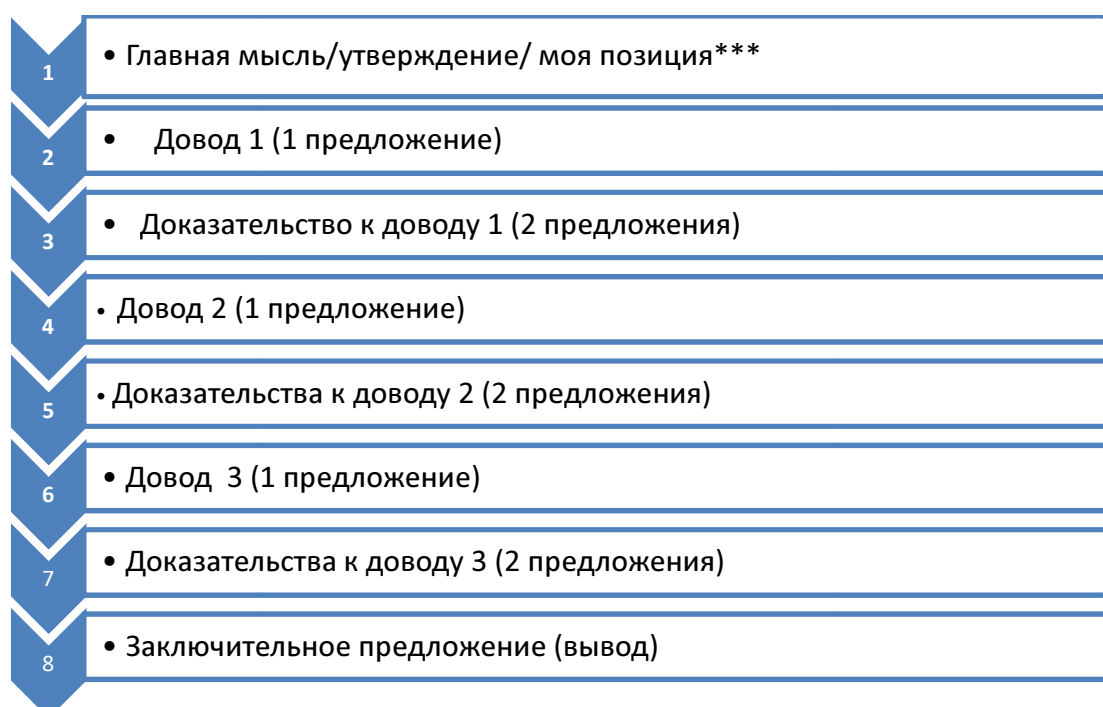 1 • Главная мысль/утверждение/ моя позиция***
2 • Довод 1 (1 предложение)
3 • Доказательство к доводу 1 (2 предложения)
4 • Довод 2 (1 предложение)
5 • Доказательства к доводу 2 (2 предложения)
6 • Довод 3 (1 предложение)
7 • Доказательства к доводу 3 (2 предложения)
8 • Заключительное предложение (вывод)